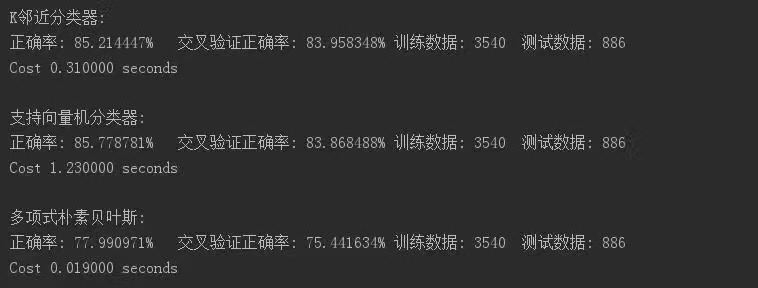 K邻近分类器:
正确率: 85.214447% 交叉验证正确率: 83.958348% 训练数据: 3540 测试数据: 886
Cost 0.310000 seconds
支持向量机分类器:
正确率: 85.778781% 交叉验证正确率: 83.868488% 训练数据: 3540 测试数据: 886
Cost 1.230000 seconds
多项式朴素贝叶斯:
正确率: 77.990971% 交叉验证正确率: 75.441634% 训练数据: 3540 测试数据: 886
Cost 0.019000 seconds